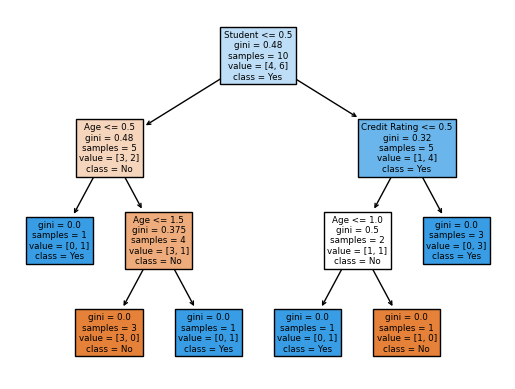 Student <= 0.5
gini = 0.48
samples = 10
value = [4, 6]
class = Yes
Age <= 0.5
gini = 0.48
samples = 5
value = [3, 2]
class = No
Credit Rating <= 0.5
gini = 0.32
samples = 5
value = [1, 4]
class = Yes
gini = 0.0
samples = 1
value = [0, 1]
class = Yes
Age <= 1.5
gini = 0.375
samples = 4
value = [3, 1]
class = No
Age <= 1.0
gini = 0.5
samples = 2
value = [1, 1]
class = No
gini = 0.0
samples = 3
value = [0, 3]
class = Yes
gini = 0.0
samples = 3
value = [3, 0]
class = No
gini = 0.0
samples = 1
value = [0, 1]
class = Yes
gini = 0.0
samples = 1
value = [0, 1]
class = Yes
gini = 0.0
samples = 1
value = [1, 0]
class = No